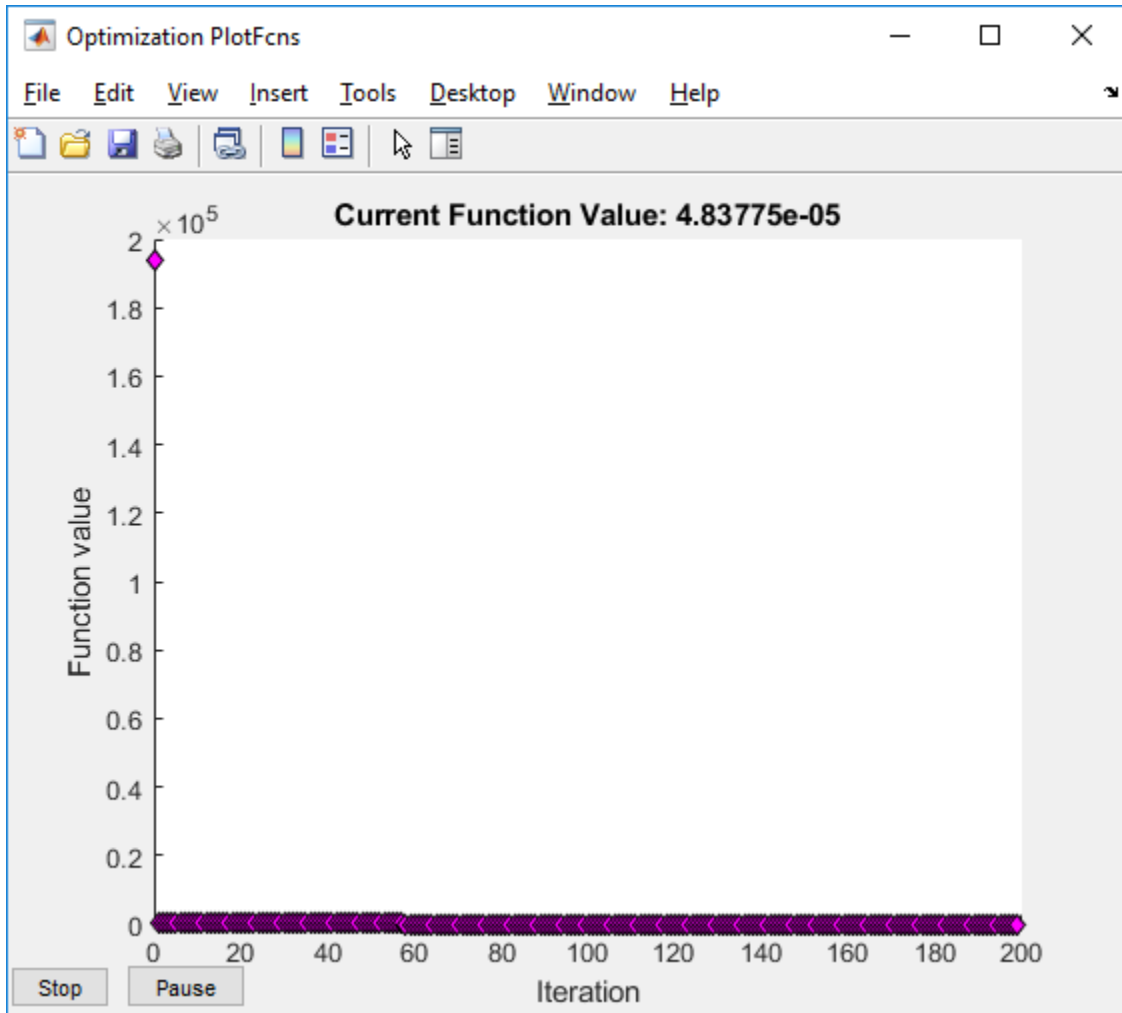 Optimization PlotFcns
File Edit View Insert Tools Desktop Window Help
Current Function Value: 4.83775e-05
×10^5
2
1.8
1.6
1.4
1.2
1
0.8
0.6
0.4
0.2
0
Function value
0 20 40 60 80 100 120 140 160 180 200
Iteration
Stop Pause